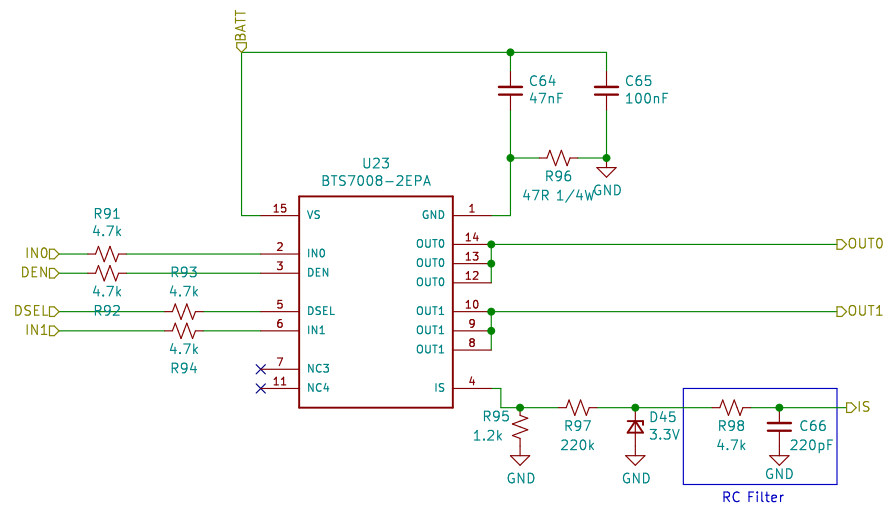 BATT
C64
47nF
C65
100nF
R96
47R 1/4W
GND
U23
BTS7008-2EPA
15
VS
GND
1
R91
4.7k
IN0
2
IN0
OUT0
14
OUT0
DEN
3
DEN
OUT0
13
4.7k
R92
R93
4.7k
OUT0
12
DSEL
5
DSEL
OUT1
10
OUT1
IN1
6
IN1
OUT1
9
4.7k
R94
OUT1
8
7
NC3
11
NC4
IS
4
R95
1.2k
GND
R97
220k
D45
3.3V
GND
R98
4.7k
C66
220pF
GND
IS
RC Filter